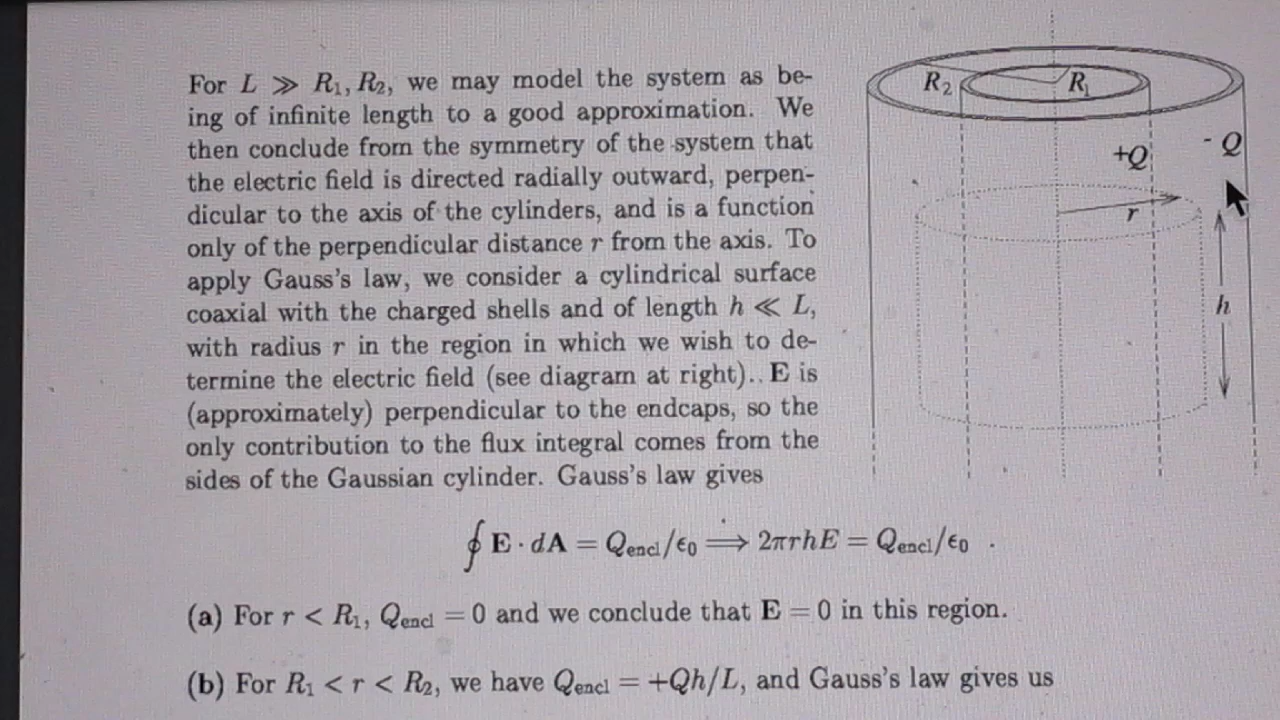 For L ≫ R₁, R₂, we may model the system as be-
ing of infinite length to a good approximation. We
then conclude from the symmetry of the system that
the electric field is directed radially outward, perpen-
dicular to the axis of the cylinders, and is a function
only of the perpendicular distance r from the axis. To
apply Gauss's law, we consider a cylindrical surface
coaxial with the charged shells and of length h ≪ L,
with radius r in the region in which we wish to de-
termine the electric field (see diagram at right).. E is
(approximately) perpendicular to the endcaps, so the
only contribution to the flux integral comes from the
sides of the Gaussian cylinder. Gauss's law gives
R₂ R₁
+Q - Q
r
h
∮ E · dA = Q_encl/ϵ₀ ⟹ 2πrhE = Q_encl/ϵ₀ .
(a) For r < R₁, Q_encl = 0 and we conclude that E = 0 in this region.
(b) For R₁ < r < R₂, we have Q_encl = +Qh/L, and Gauss's law gives us